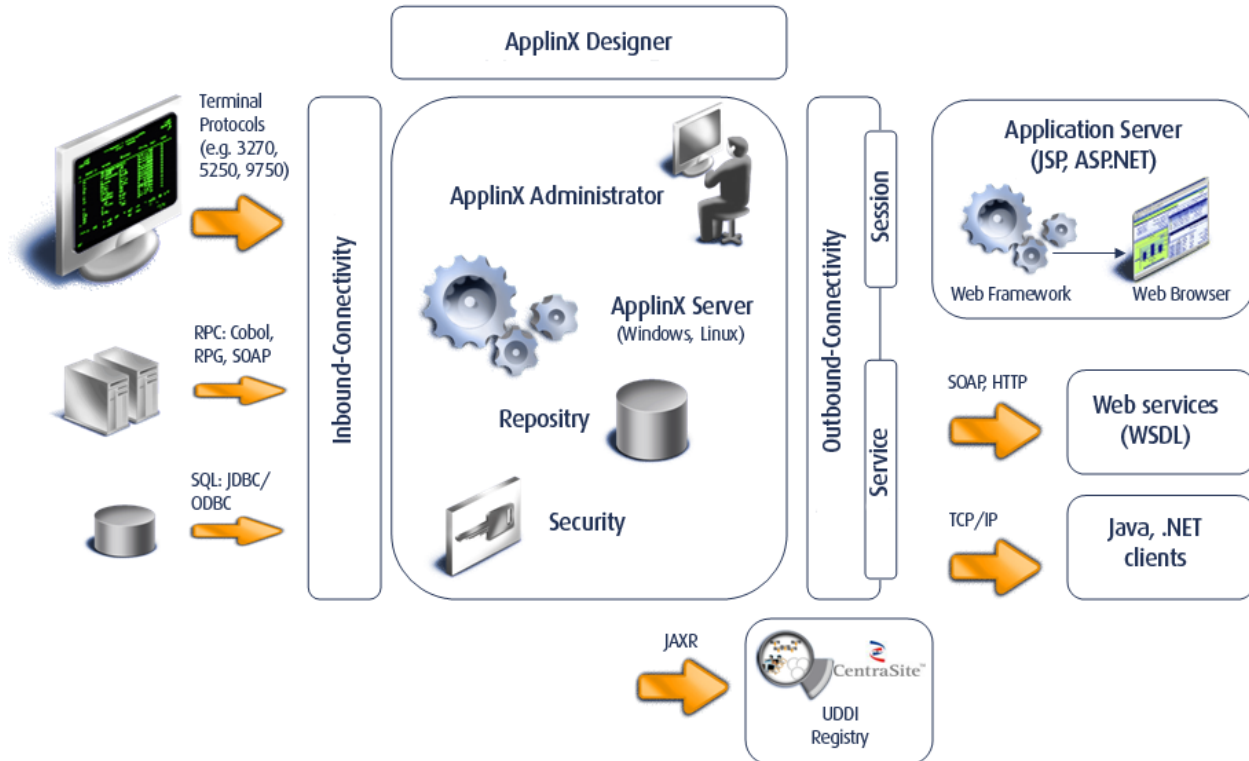 ApplinX Designer
Terminal
Protocols
(e.g. 3270,
5250, 9750)
RPC: Cobol,
RPG, SOAP
SQL: JDBC/
ODBC
Inbound-Connectivity
ApplinX Administrator
ApplinX Server
(Windows, Linux)
Repositry
Security
Outbound-Connectivity
Session
Service
Application Server
(JSP, ASP.NET)
Web Framework
Web Browser
SOAP, HTTP
Web services
(WSDL)
TCP/IP
Java, .NET
clients
JAXR
CentraSite™
UDDI
Registry